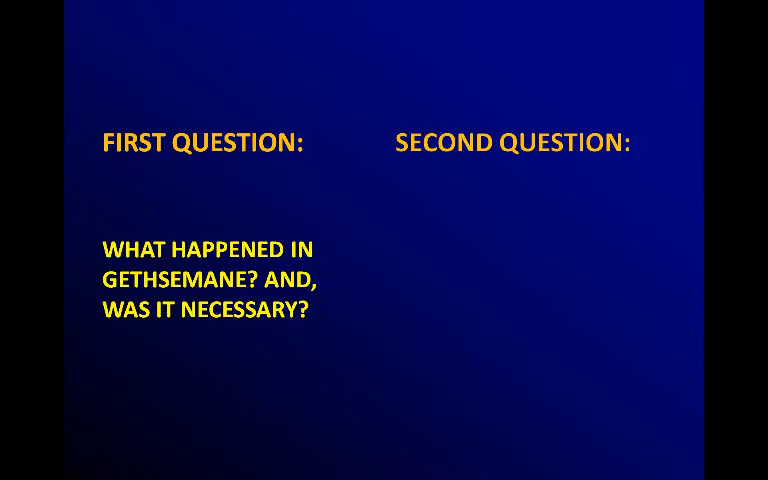 FIRST QUESTION:
SECOND QUESTION:
WHAT HAPPENED IN
GETHSEMANE? AND,
WAS IT NECESSARY?